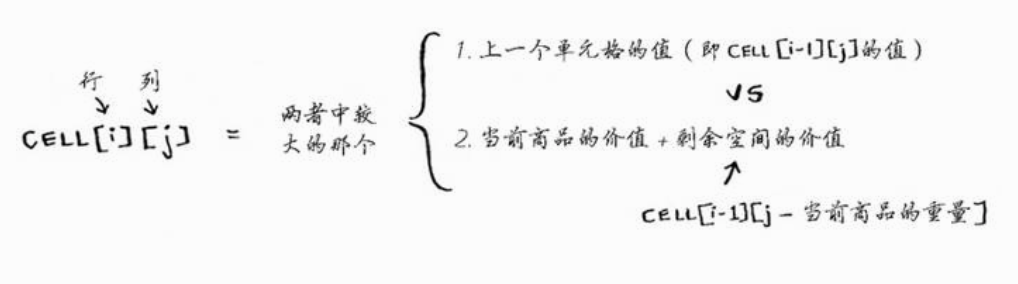 1. 上一个单元格的值（即 CELL[i-1][j]的值）
行 列
VS
CELL[i][j] = 两者中较
大的那个
2. 当前商品的价值 + 剩余空间的价值
CELL[i-1][j - 当前商品的重量]